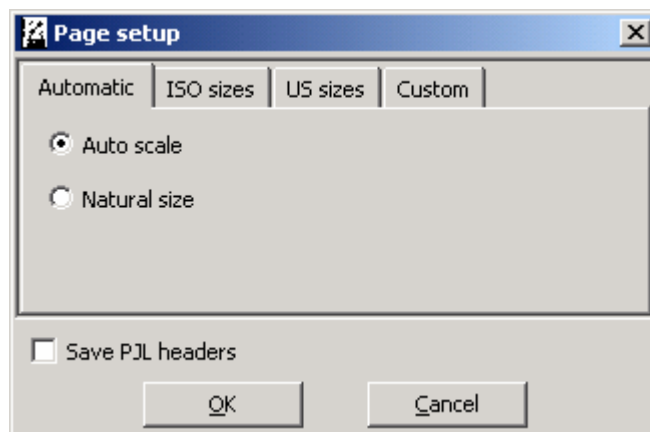 Page setup
Automatic ISO sizes US sizes Custom
Auto scale
Natural size
Save PJL headers
OK Cancel